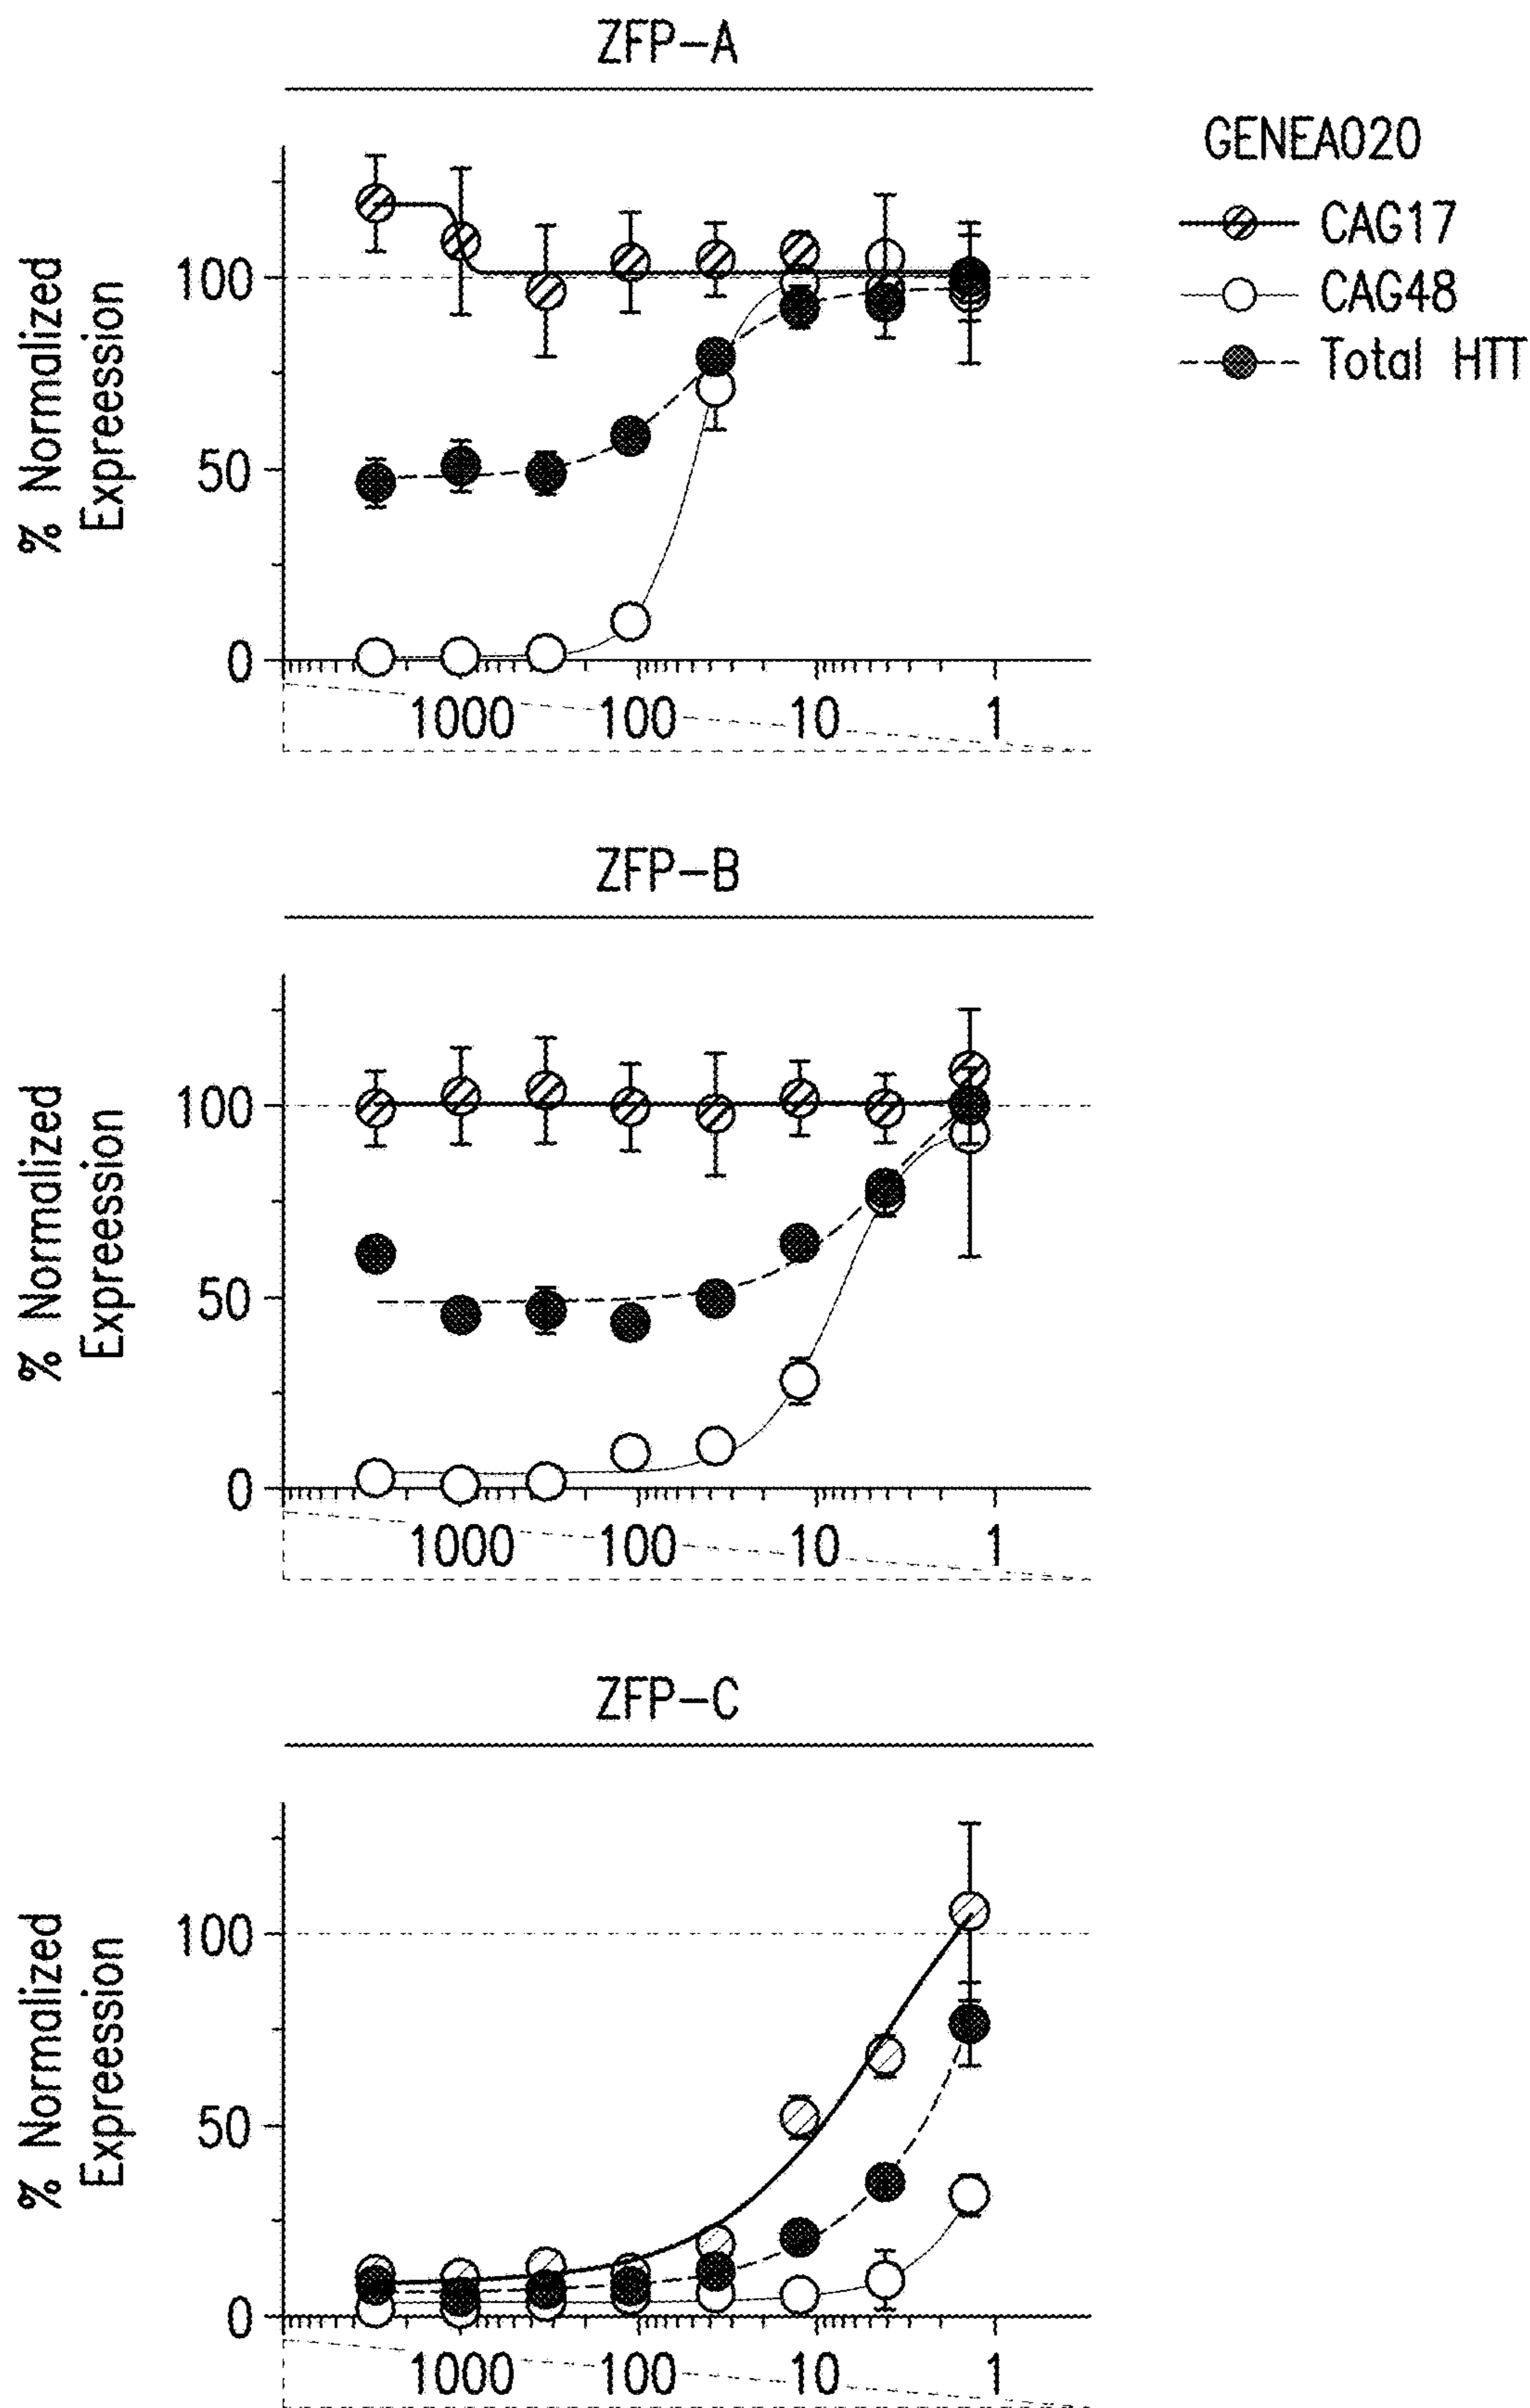 ZFP-A
GENEA020
CAG17
CAG48
Total HTT
% Normalized
Expreession
100
50
0
1000 100 10 1
ZFP-B
% Normalized
Expreession
100
50
0
1000 100 10 1
ZFP-C
% Normalized
Expreession
100
50
0
1000 100 10 1